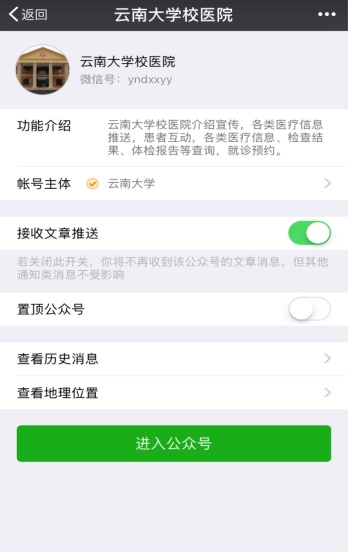 返回
云南大学校医院
云南大学校医院
微信号：yndxxyy
功能介绍
云南大学校医院介绍宣传，各类医疗信息
推送，患者互动，各类医疗信息、检查结
果、体检报告等查询，就诊预约。
帐号主体
云南大学
接收文章推送
若关闭此开关，你将不再收到该公众号的文章消息，但其他
通知类消息不受影响
置顶公众号
查看历史消息
查看地理位置
进入公众号